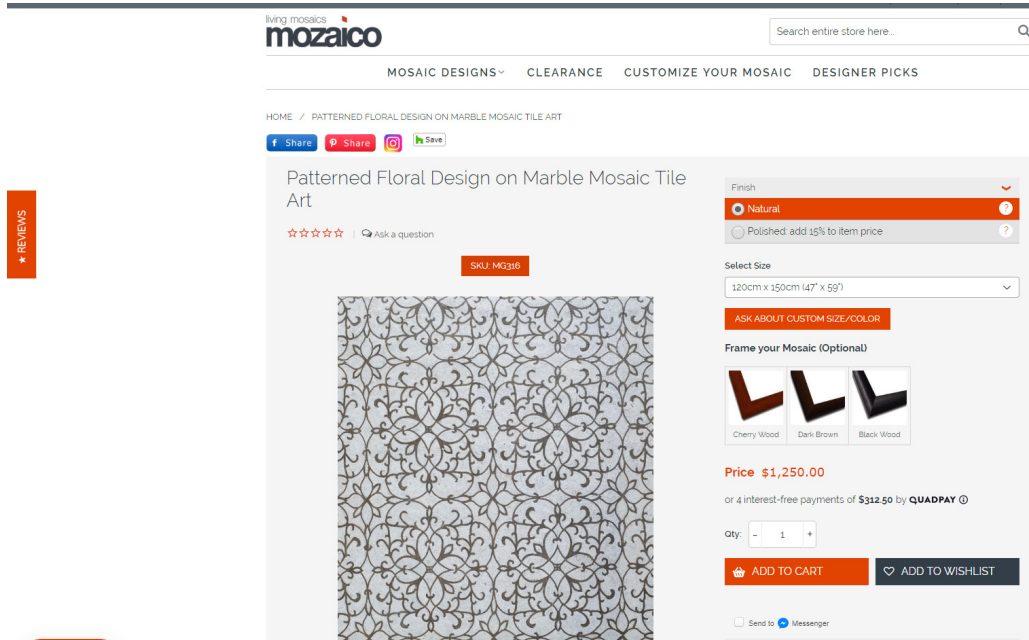 living mosaics
mozaico
Search entire store here...
MOSAIC DESIGNS
CLEARANCE
CUSTOMIZE YOUR MOSAIC
DESIGNER PICKS
HOME / PATTERNED FLORAL DESIGN ON MARBLE MOSAIC TILE ART
f Share
Share
Save
★ REVIEWS
Patterned Floral Design on Marble Mosaic Tile
Art
Ask a question
SKU: MG316
Finish
Natural
?
Polished: add 15% to item price
?
Select Size
120cm x 150cm (47" x 59")
ASK ABOUT CUSTOM SIZE/COLOR
Frame your Mosaic (Optional)
Cherry Wood
Dark Brown
Black Wood
Price $1,250.00
or 4 interest-free payments of $312.50 by QUADPAY ⓘ
Qty: - 1 +
ADD TO CART
ADD TO WISHLIST
Send to Messenger